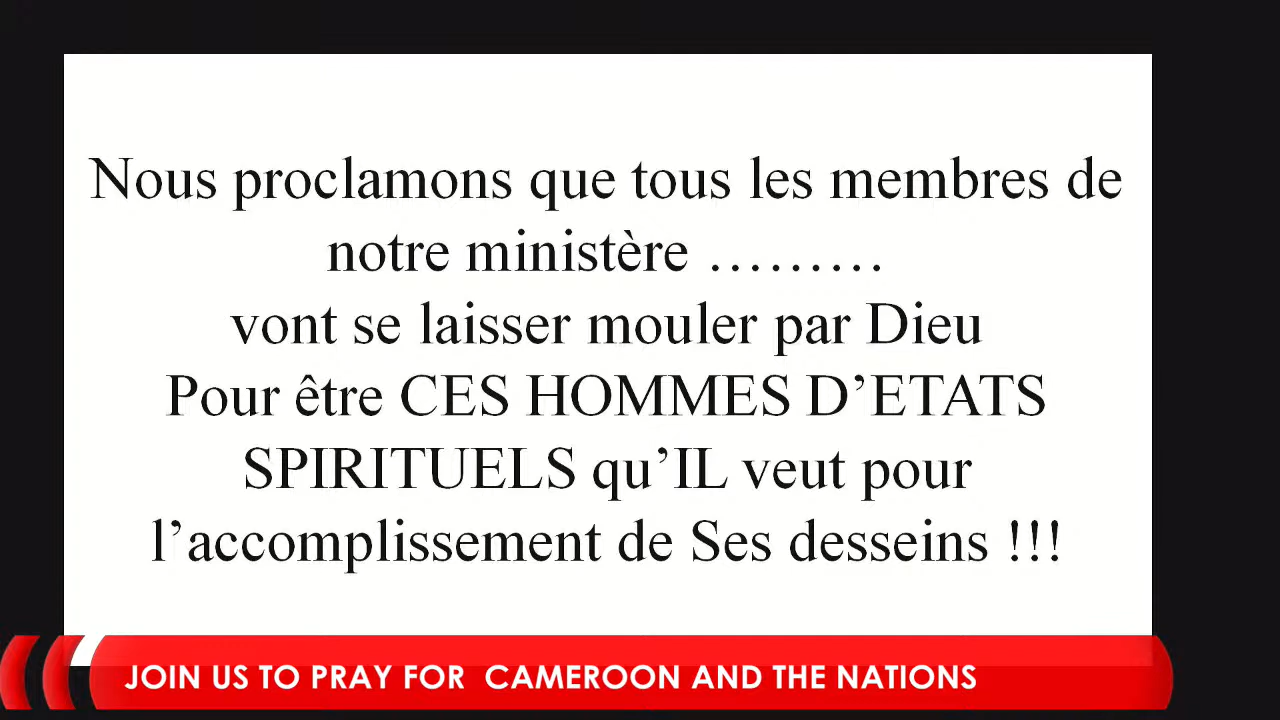 Nous proclamons que tous les membres de
notre ministère ………
vont se laisser mouler par Dieu
Pour être CES HOMMES D’ETATS
SPIRITUELS qu’IL veut pour
l’accomplissement de Ses desseins !!!
JOIN US TO PRAY FOR  CAMEROON AND THE NATIONS